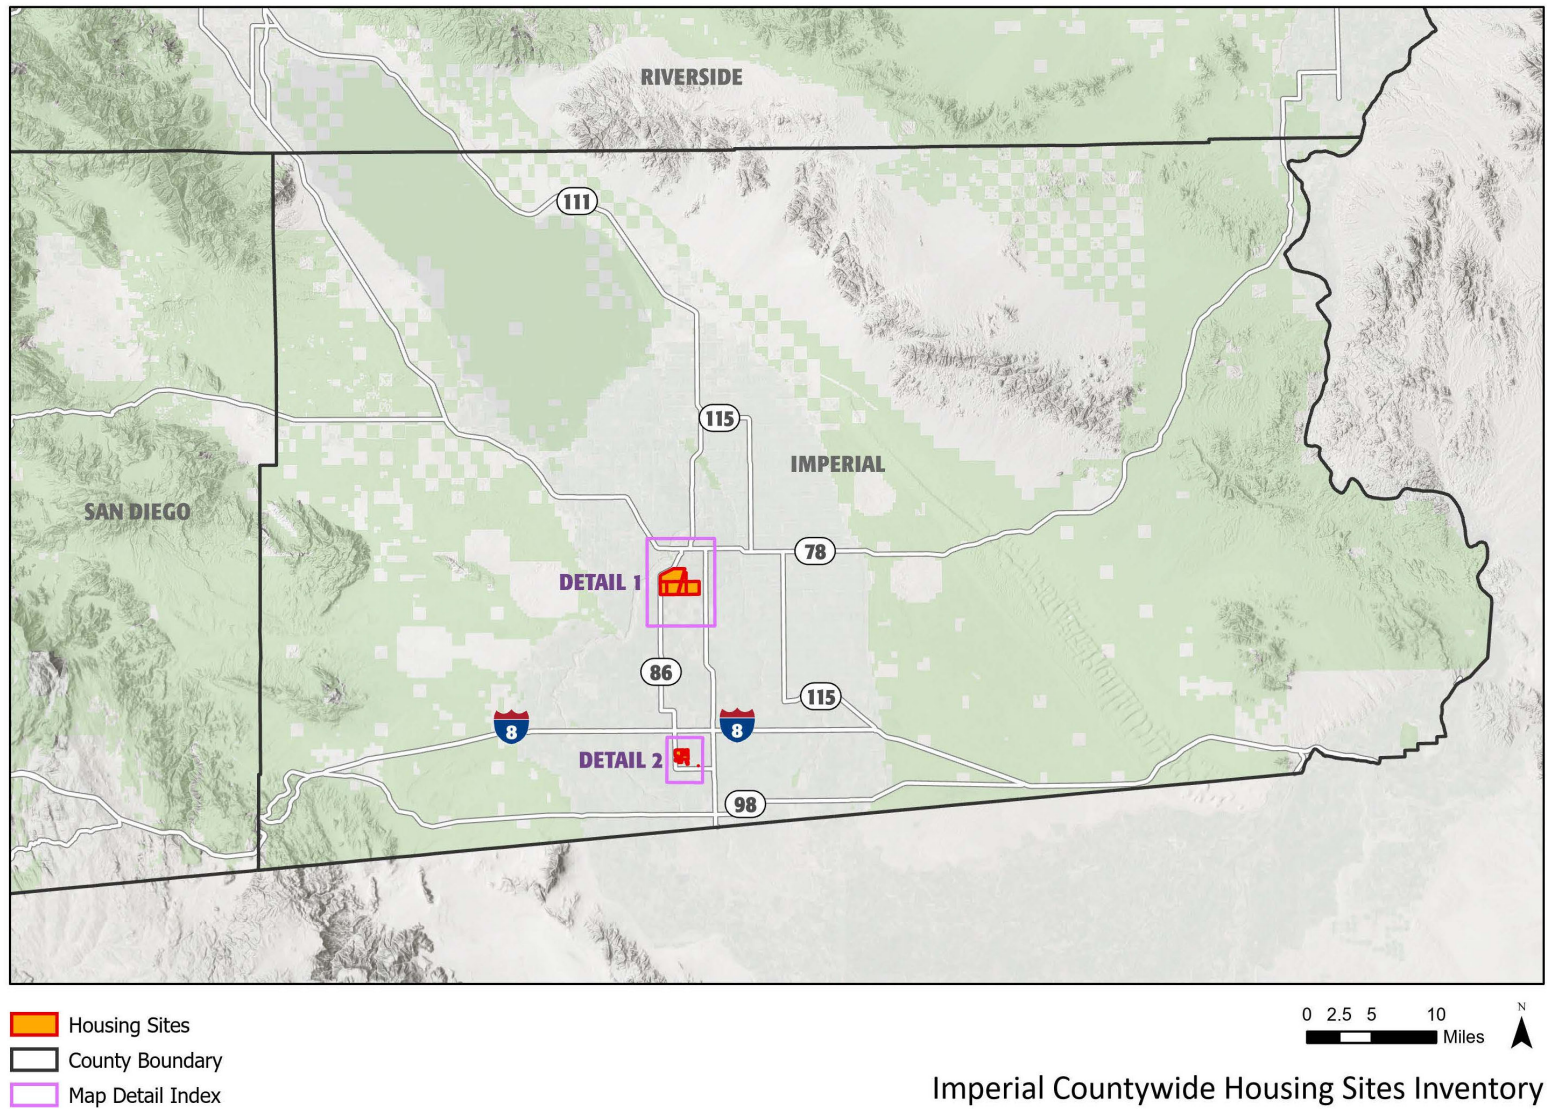 RIVERSIDE
111
115
IMPERIAL
SAN DIEGO
78
DETAIL 1
86
115
8
8
DETAIL 2
98
Housing Sites
County Boundary
Map Detail Index
0 2.5 5 10
Miles
N
Imperial Countywide Housing Sites Inventory